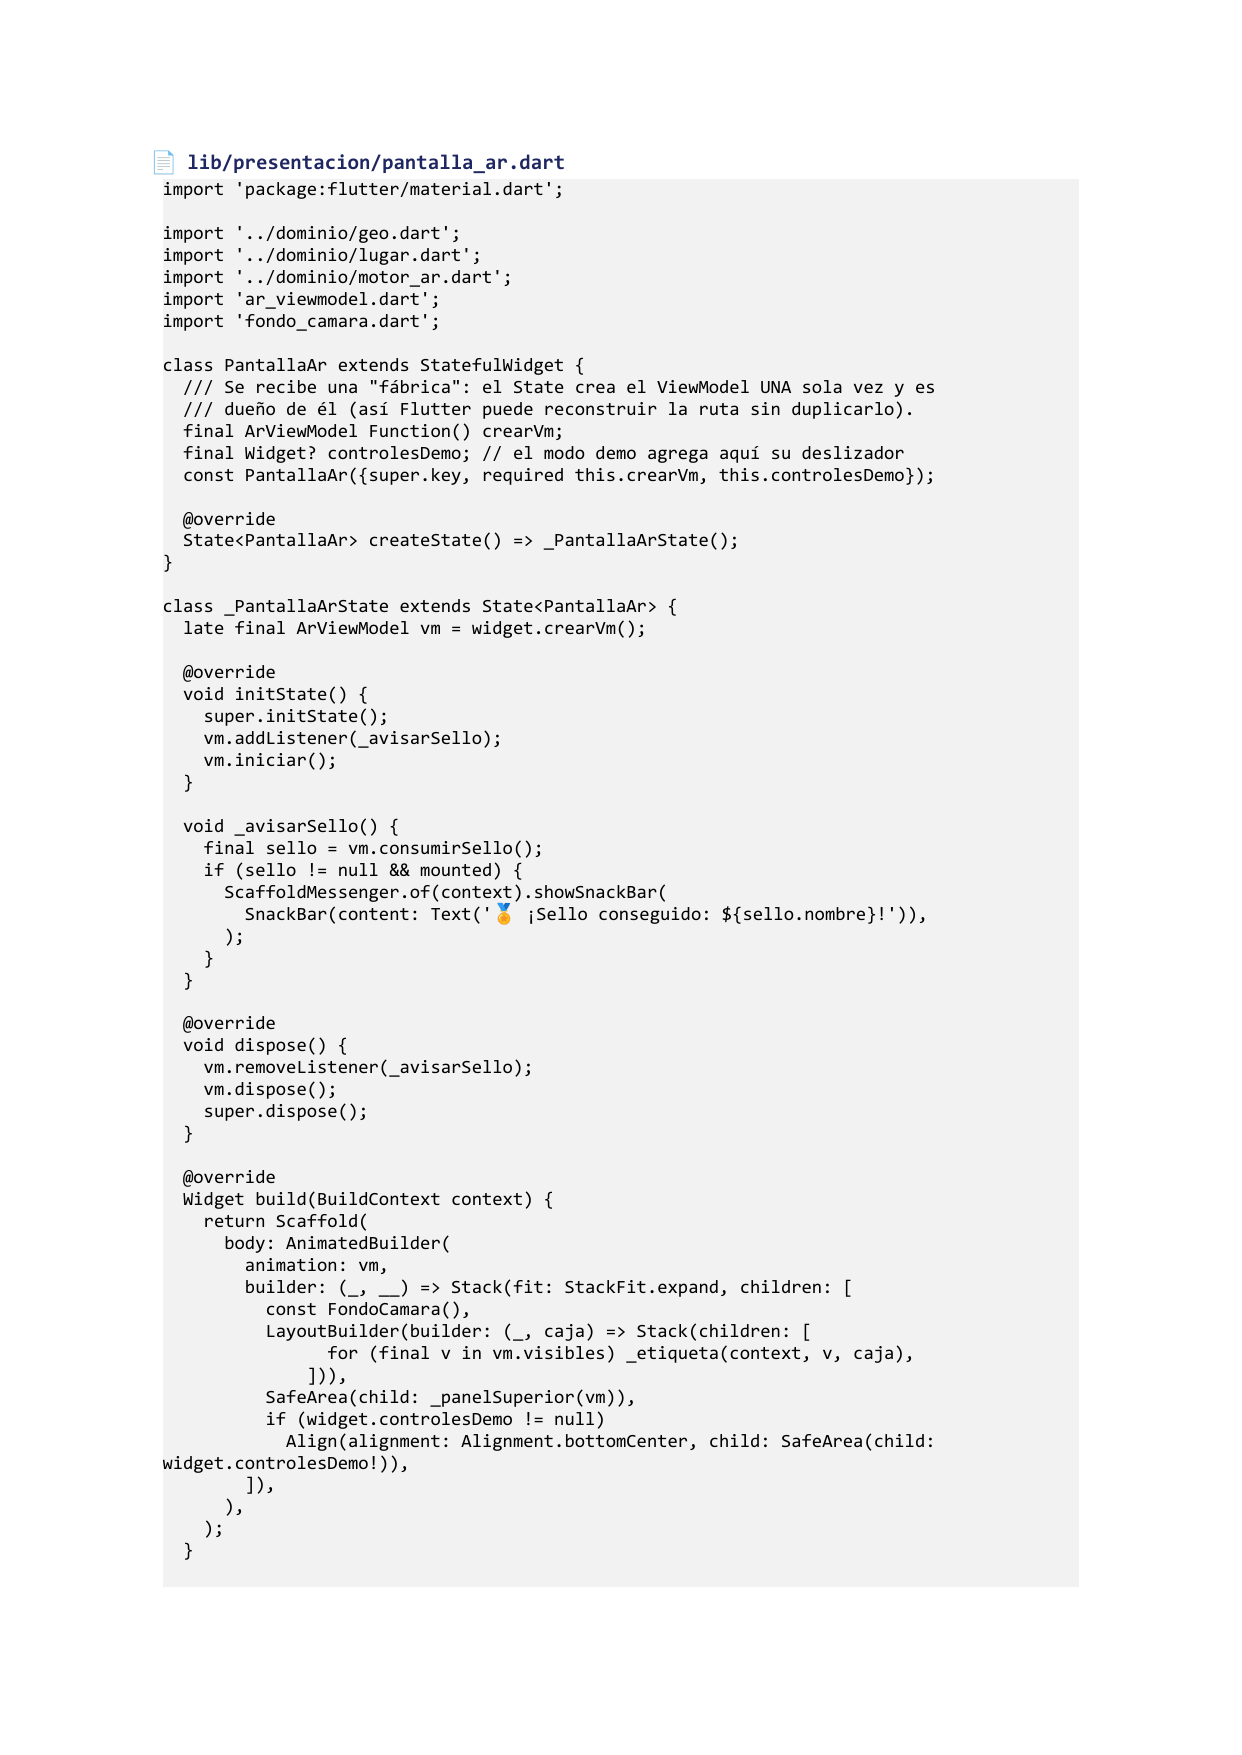 📄 lib/presentacion/pantalla_ar.dart
import 'package:flutter/material.dart';

import '../dominio/geo.dart';
import '../dominio/lugar.dart';
import '../dominio/motor_ar.dart';
import 'ar_viewmodel.dart';
import 'fondo_camara.dart';

class PantallaAr extends StatefulWidget {
  /// Se recibe una "fábrica": el State crea el ViewModel UNA sola vez y es
  /// dueño de él (así Flutter puede reconstruir la ruta sin duplicarlo).
  final ArViewModel Function() crearVm;
  final Widget? controlesDemo; // el modo demo agrega aquí su deslizador
  const PantallaAr({super.key, required this.crearVm, this.controlesDemo});

  @override
  State<PantallaAr> createState() => _PantallaArState();
}

class _PantallaArState extends State<PantallaAr> {
  late final ArViewModel vm = widget.crearVm();

  @override
  void initState() {
    super.initState();
    vm.addListener(_avisarSello);
    vm.iniciar();
  }

  void _avisarSello() {
    final sello = vm.consumirSello();
    if (sello != null && mounted) {
      ScaffoldMessenger.of(context).showSnackBar(
        SnackBar(content: Text('🏅 ¡Sello conseguido: ${sello.nombre}!')),
      );
    }
  }

  @override
  void dispose() {
    vm.removeListener(_avisarSello);
    vm.dispose();
    super.dispose();
  }

  @override
  Widget build(BuildContext context) {
    return Scaffold(
      body: AnimatedBuilder(
        animation: vm,
        builder: (_, __) => Stack(fit: StackFit.expand, children: [
          const FondoCamara(),
          LayoutBuilder(builder: (_, caja) => Stack(children: [
                for (final v in vm.visibles) _etiqueta(context, v, caja),
              ])),
          SafeArea(child: _panelSuperior(vm)),
          if (widget.controlesDemo != null)
            Align(alignment: Alignment.bottomCenter, child: SafeArea(child:
widget.controlesDemo!)),
        ]),
      ),
    );
  }